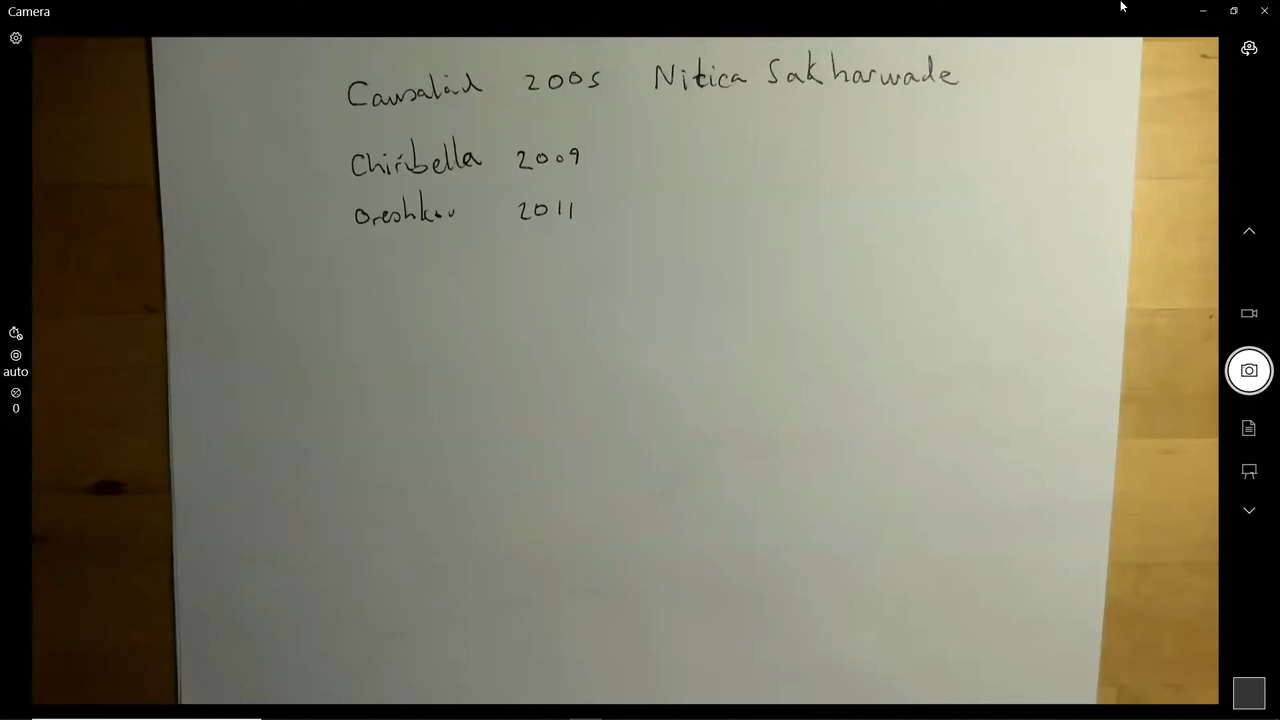 Camera
Causaloid 2005 Nitica Sakharwade
Chiribella 2009
Oreshkov 2011
auto
0